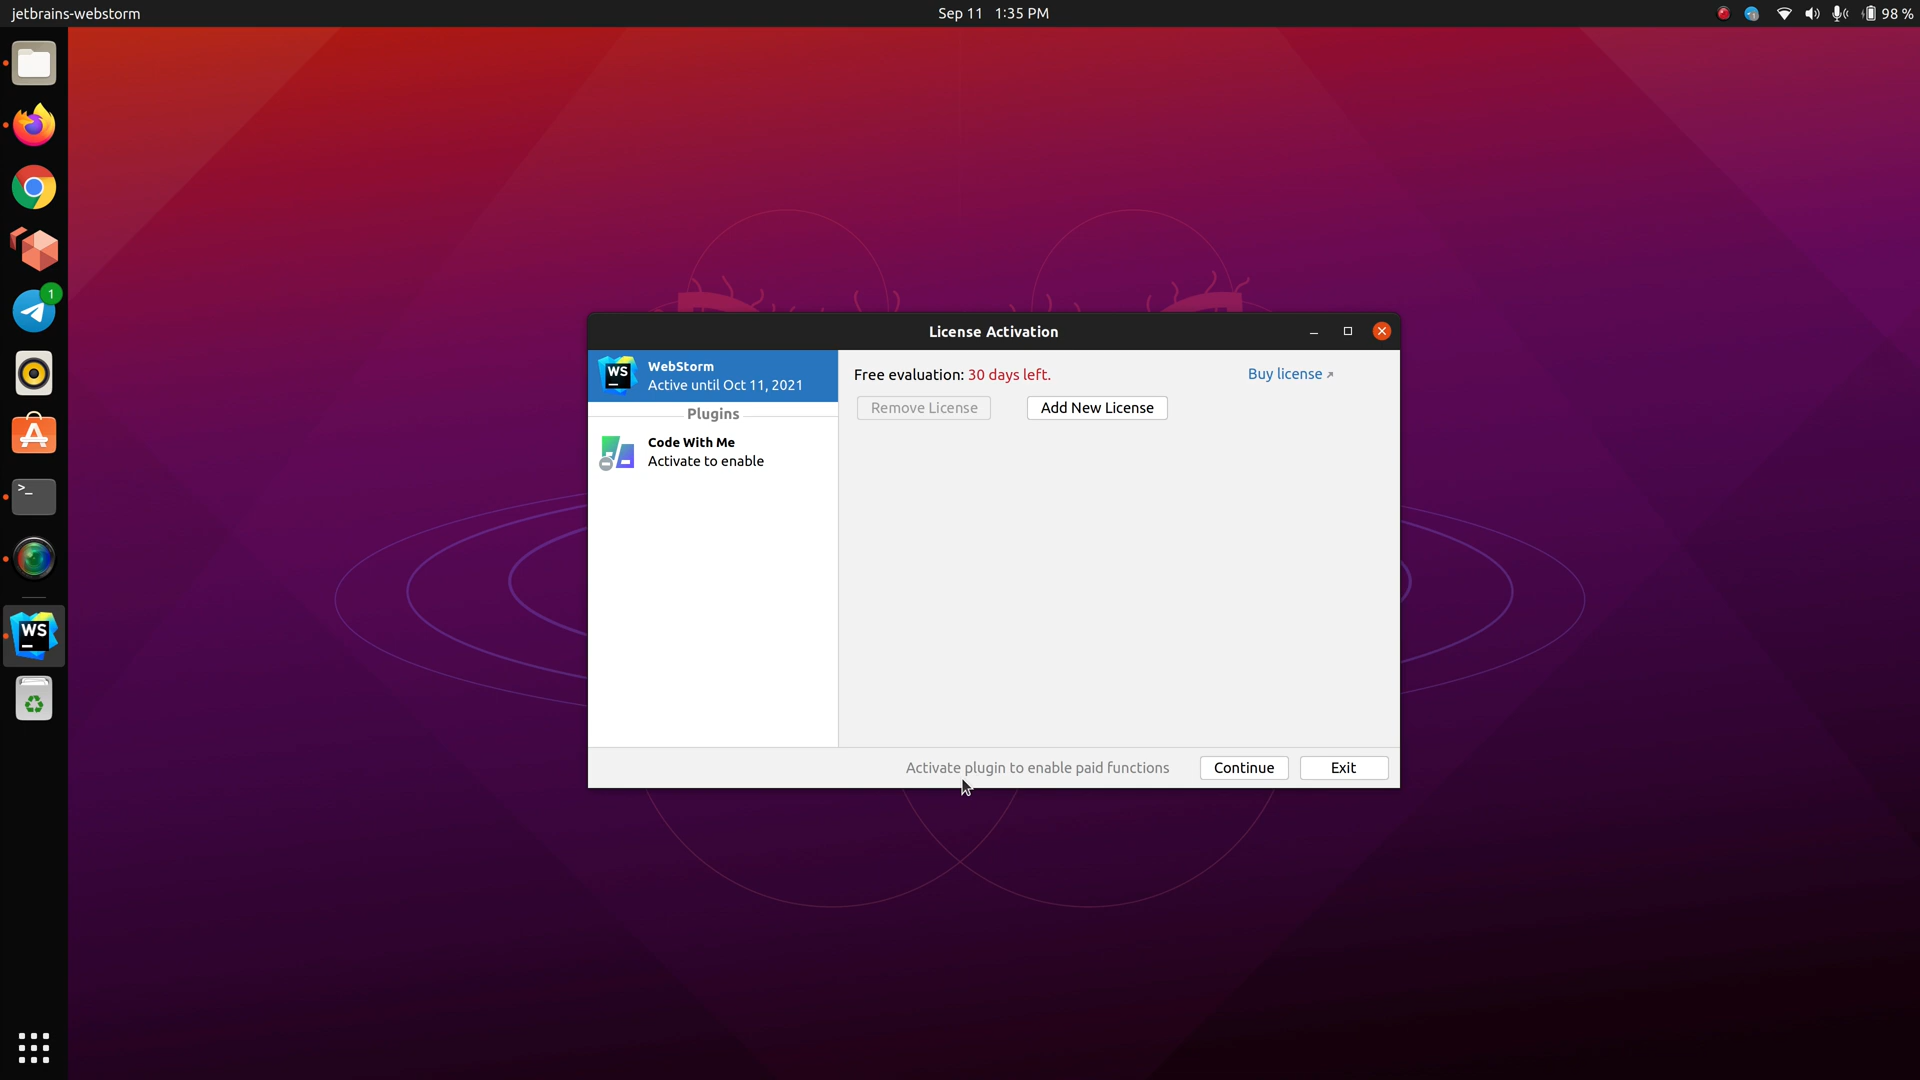 jetbrains-webstorm
Sep 11 1:35 PM
98 %
1
>_
WS
License Activation
WS
WebStorm
Active until Oct 11, 2021
Plugins
Code With Me
Activate to enable
Free evaluation: 30 days left.
Buy license ↗
Remove License
Add New License
Activate plugin to enable paid functions
Continue
Exit